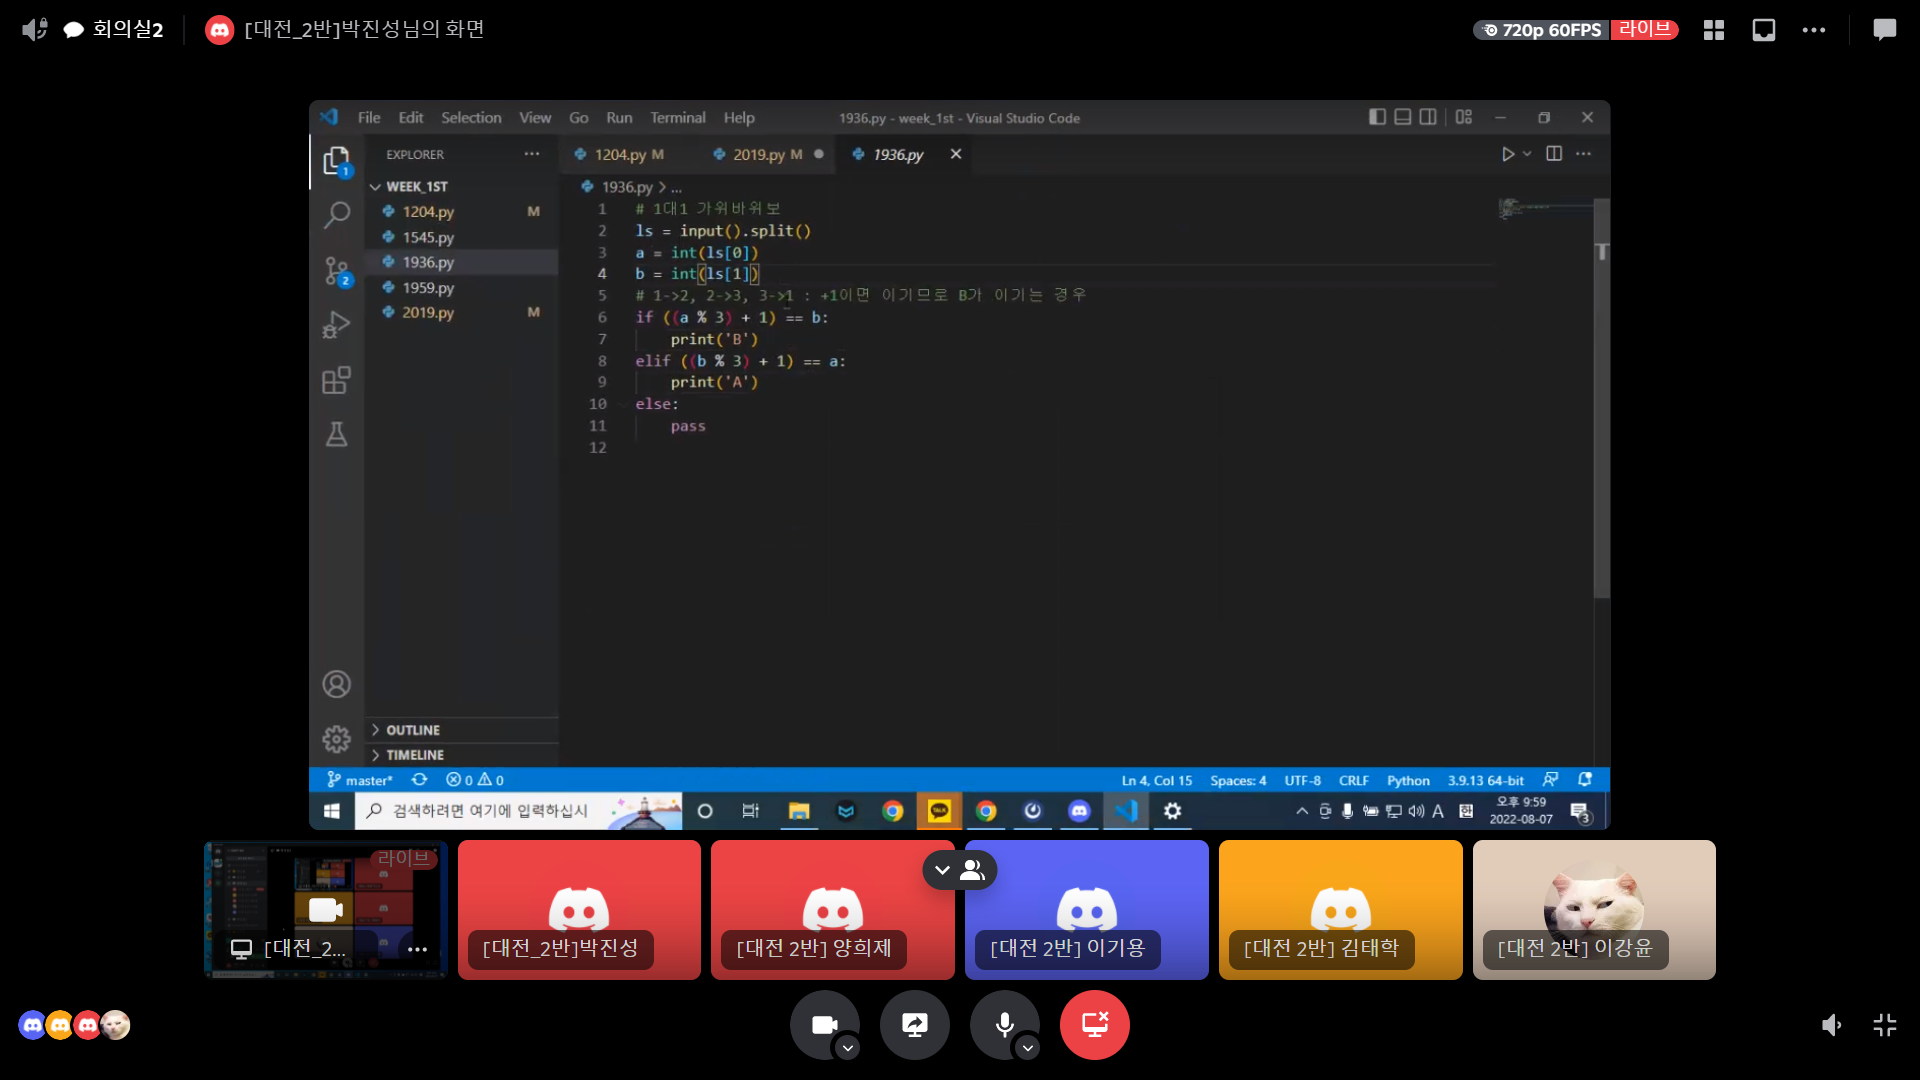 회의실2
[대전_2반]박진성님의 화면
720p 60FPS 라이브
File Edit Selection View Go Run Terminal Help
1936.py - week_1st - Visual Studio Code
EXPLORER
WEEK_1ST
1204.py M
1545.py
1936.py
1959.py
2019.py M
OUTLINE
TIMELINE
1204.py M
2019.py M
1936.py
1936.py > ...
1 # 1대1 가위바위보
2 ls = input().split()
3 a = int(ls[0])
4 b = int(ls[1])
5 # 1->2, 2->3, 3->1 : +1이면 이기므로 B가 이기는 경우
6 if ((a % 3) + 1) == b:
7 print('B')
8 elif ((b % 3) + 1) == a:
9 print('A')
10 else:
11 pass
12
1
2
master* 0 0
Ln 4, Col 15 Spaces: 4 UTF-8 CRLF Python 3.9.13 64-bit
검색하려면 여기에 입력하십시
TALK
A 한
오후 9:59
2022-08-07
3
라이브
[대전_2...
[대전_2반]박진성
[대전 2반] 양희제
[대전 2반] 이기용
[대전 2반] 김태학
[대전 2반] 이강윤